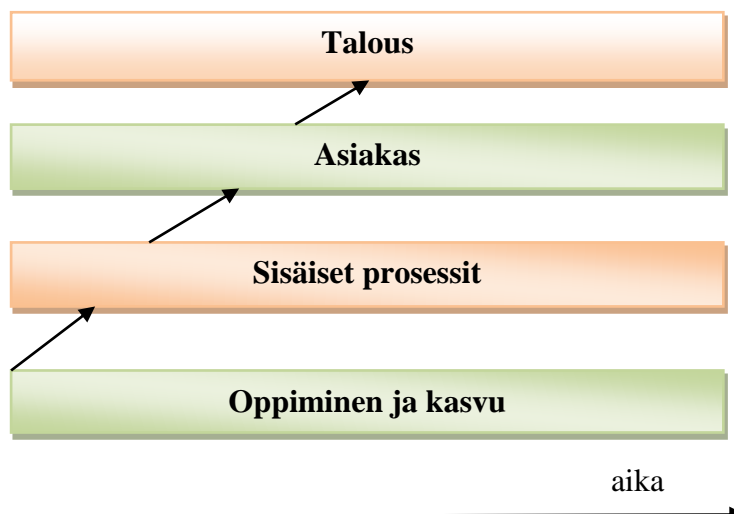 Talous
Asiakas
Sisäiset prosessit
Oppiminen ja kasvu
aika